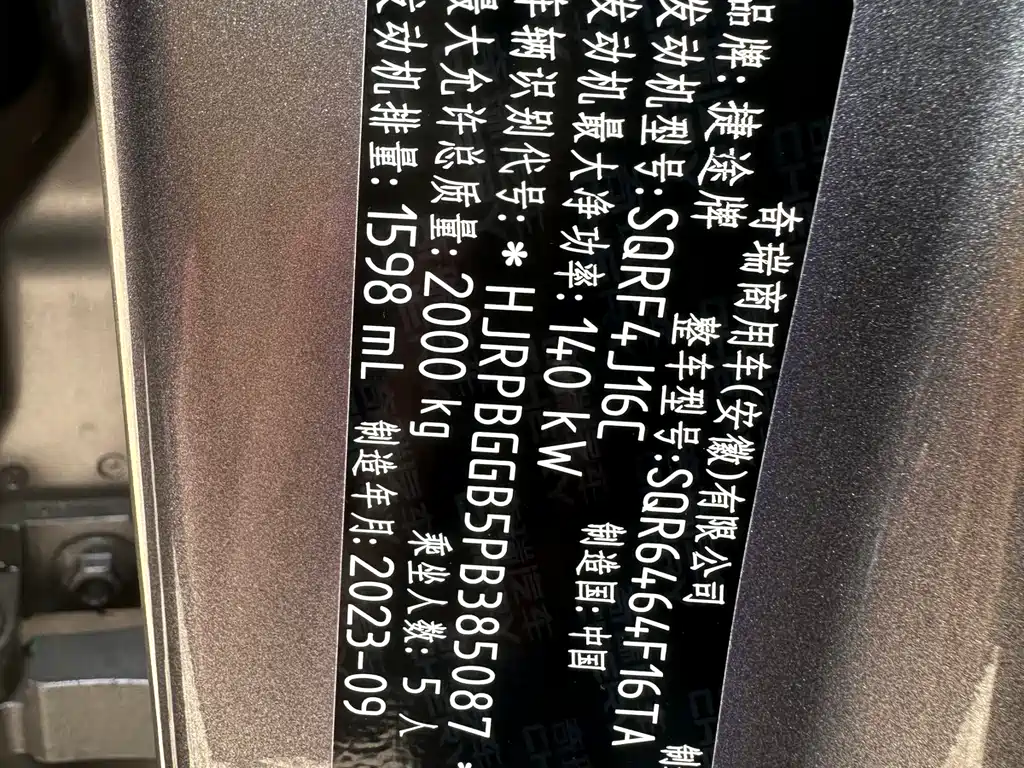 奇瑞商用车(安徽)有限公司
品牌:捷途牌 整车型号:SQR6464F16TA 制
发动机型号:SQRF4J16C 制造国:中国
发动机最大净功率:140 kW
车辆识别代号:*HJRPBGGB5PB385087*
最大允许总质量:2000 kg 乘坐人数:5人
发动机排量:1598 mL 制造年月:2023-09